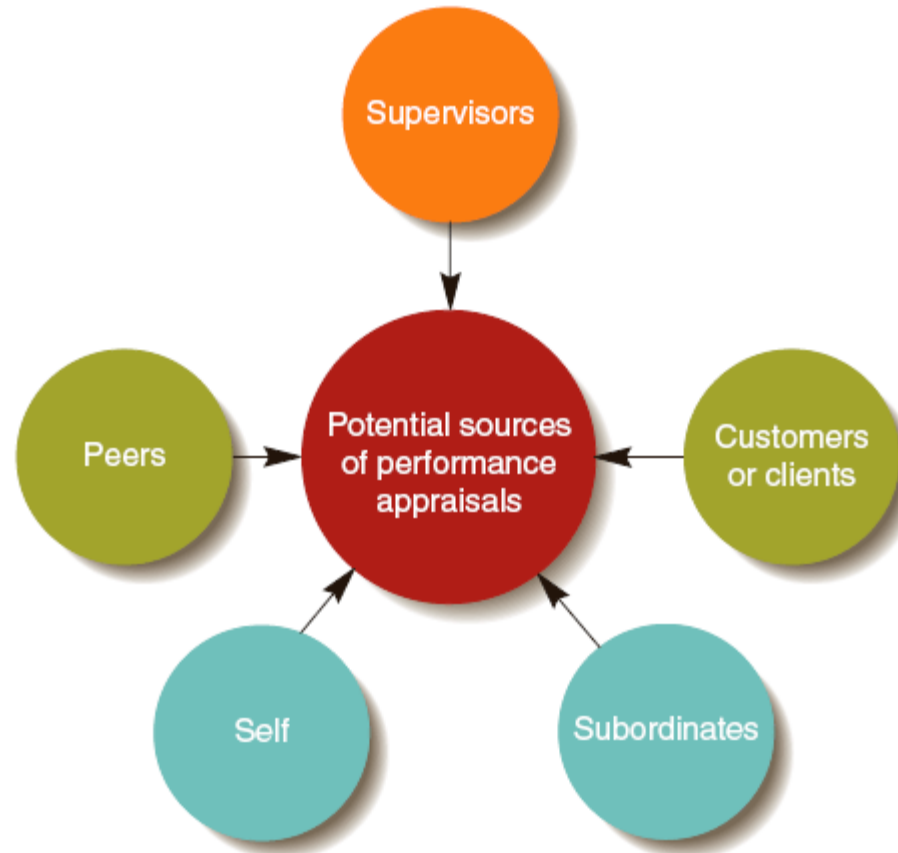 Supervisors
Peers
Potential sources
of performance
appraisals
Customers
or clients
Self
Subordinates